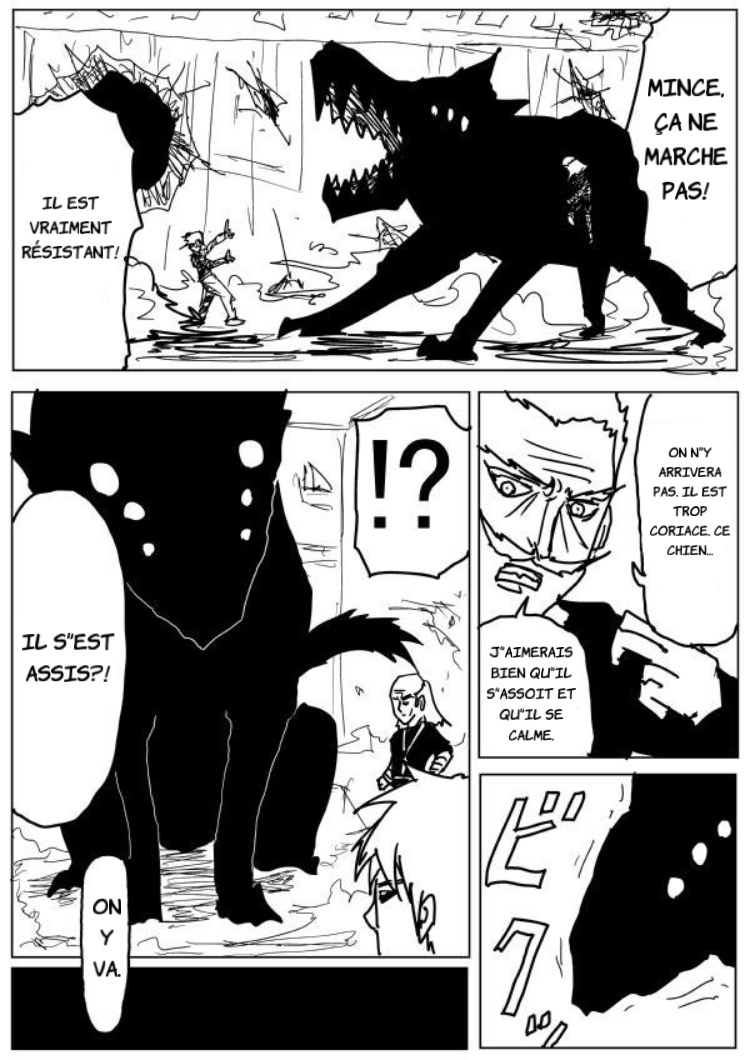 MINCE,
ÇA NE
MARCHE
PAS!
IL EST
VRAIMENT
RÉSISTANT!
ON N"Y
ARRIVERA
PAS. IL EST
TROP
CORIACE, CE
CHIEN...
J"AIMERAIS
BIEN QU"IL
S"ASSOIT ET
QU"IL SE
CALME.
ビクッ
!?
IL S"EST
ASSIS?!
ON
Y
VA.